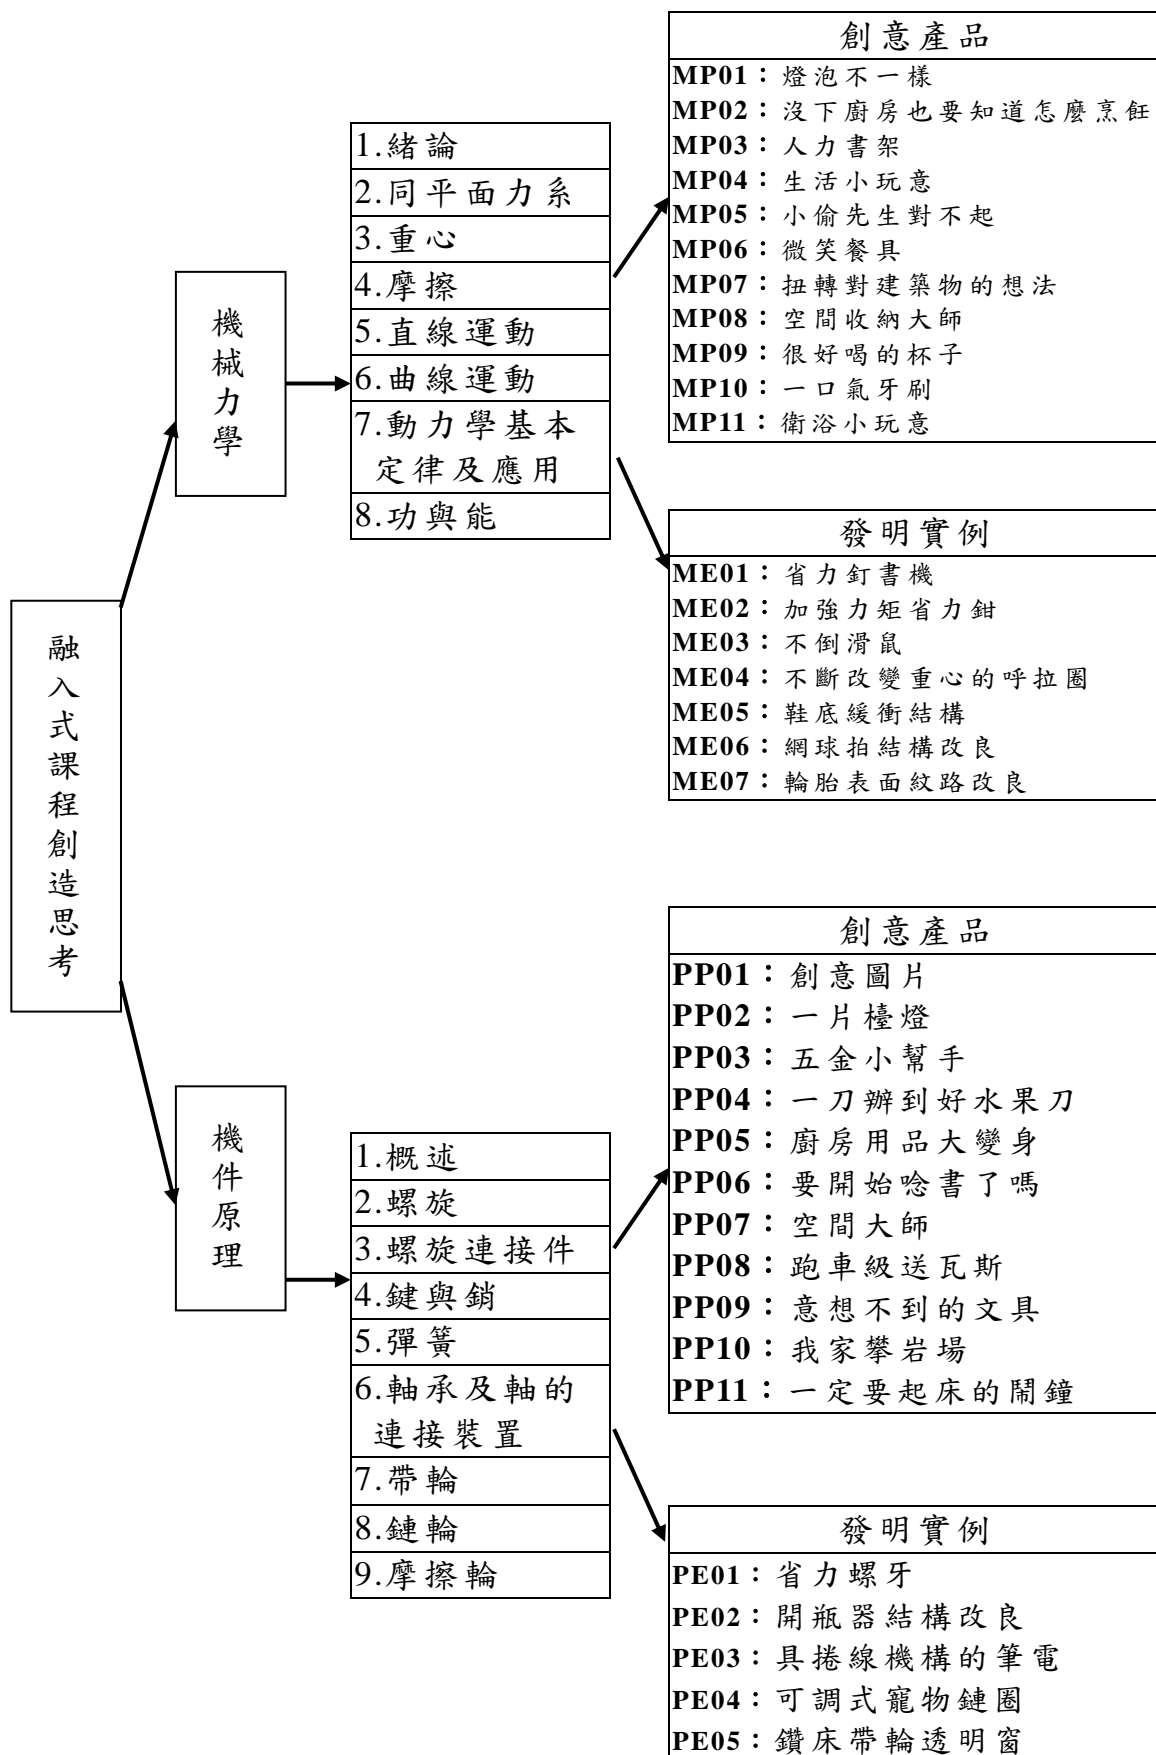 融入式課程創造思考
機械力學
1.緒論
2.同平面力系
3.重心
4.摩擦
5.直線運動
6.曲線運動
7.動力學基本
定律及應用
8.功與能
創意產品
MP01：燈泡不一樣
MP02：沒下廚房也要知道怎麼烹飪
MP03：人力書架
MP04：生活小玩意
MP05：小偷先生對不起
MP06：微笑餐具
MP07：扭轉對建築物的想法
MP08：空間收納大師
MP09：很好喝的杯子
MP10：一口氣牙刷
MP11：衛浴小玩意
發明實例
ME01：省力釘書機
ME02：加強力矩省力鉗
ME03：不倒滑鼠
ME04：不斷改變重心的呼拉圈
ME05：鞋底緩衝結構
ME06：網球拍結構改良
ME07：輪胎表面紋路改良
機件原理
1.概述
2.螺旋
3.螺旋連接件
4.鍵與銷
5.彈簧
6.軸承及軸的
連接裝置
7.帶輪
8.鏈輪
9.摩擦輪
創意產品
PP01：創意圖片
PP02：一片檯燈
PP03：五金小幫手
PP04：一刀辦到好水果刀
PP05：廚房用品大變身
PP06：要開始唸書了嗎
PP07：空間大師
PP08：跑車級送瓦斯
PP09：意想不到的文具
PP10：我家攀岩場
PP11：一定要起床的鬧鐘
發明實例
PE01：省力螺牙
PE02：開瓶器結構改良
PE03：具捲線機構的筆電
PE04：可調式寵物鏈圈
PE05：鑽床帶輪透明窗